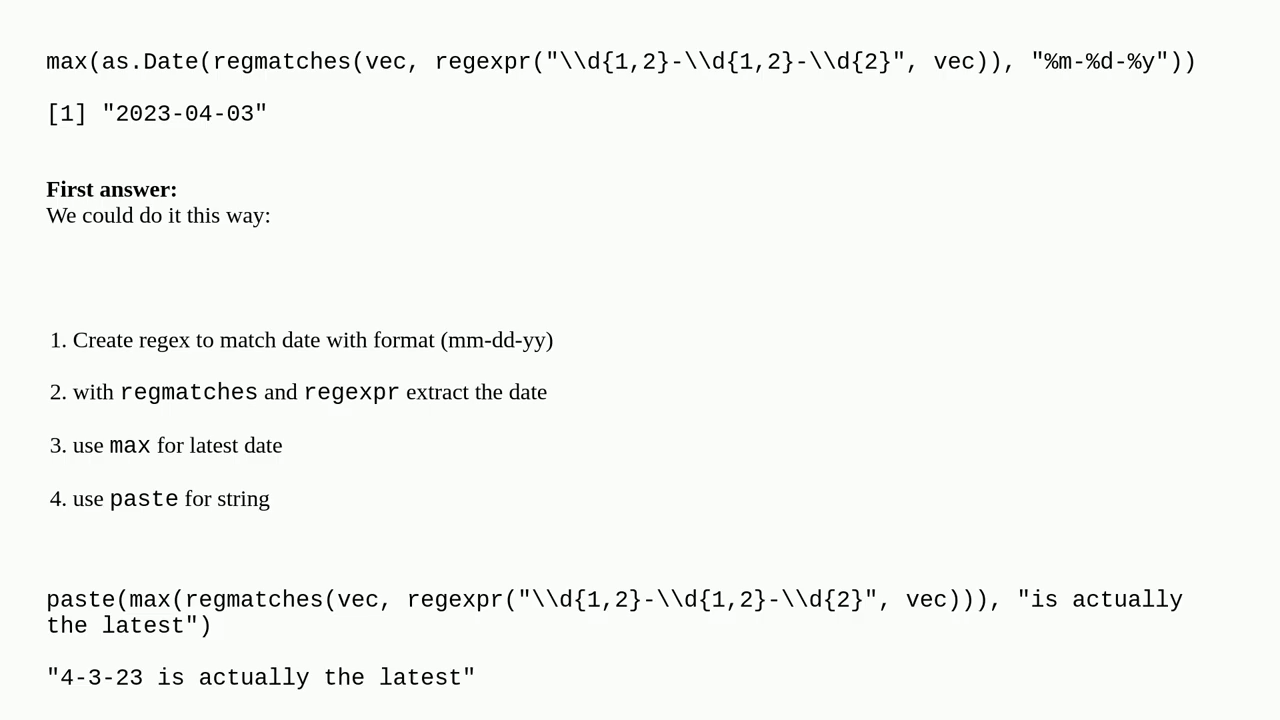 max(as.Date(regmatches(vec, regexpr("\\d{1,2}-\\d{1,2}-\\d{2}", vec)), "%m-%d-%y"))
[1] "2023-04-03"
First answer:
We could do it this way:
1. Create regex to match date with format (mm-dd-yy)
2. with regmatches and regexpr extract the date
3. use max for latest date
4. use paste for string
paste(max(regmatches(vec, regexpr("\\d{1,2}-\\d{1,2}-\\d{2}", vec))), "is actually
the latest")
"4-3-23 is actually the latest"